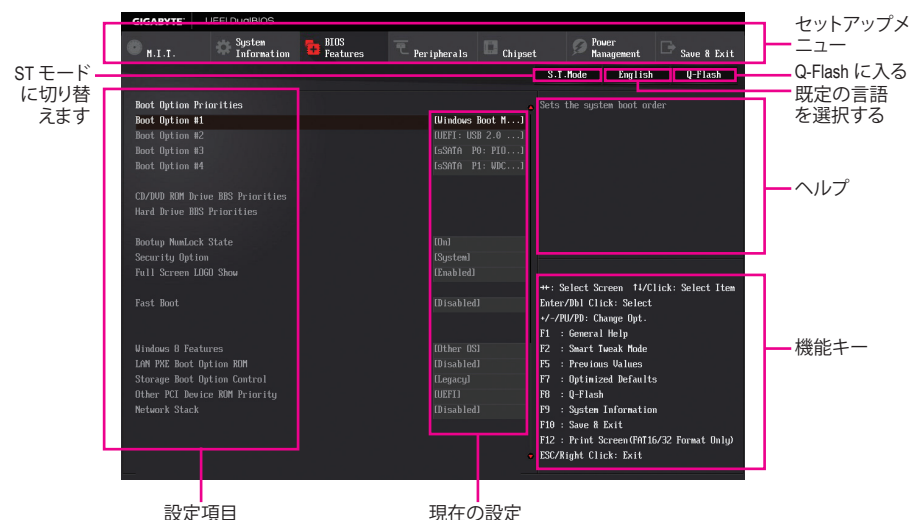 GIGABYTE UEFI DualBIOS
M.I.T.
System
Information
BIOS
Features
Peripherals
Chipset
Power
Management
Save & Exit
セットアップメ
ニュー
ST モード
に切り替
えます
S.T.Mode English Q-Flash
Q-Flash に入る
既定の言語
を選択する
Boot Option Priorities
Boot Option #1 [Windows Boot M...]
Boot Option #2 [UEFI: USB 2.0 ...]
Boot Option #3 [sSATA P0: PIO...]
Boot Option #4 [sSATA P1: WDC...]
CD/DVD ROM Drive BBS Priorities
Hard Drive BBS Priorities
Bootup NumLock State [On]
Security Option [System]
Full Screen LOGO Show [Enabled]
Fast Boot [Disabled]
Windows 8 Features [Other OS]
LAN PXE Boot Option ROM [Disabled]
Storage Boot Option Control [Legacy]
Other PCI Device ROM Priority [UEFI]
Network Stack [Disabled]
Sets the system boot order
ヘルプ
→←: Select Screen ↑↓/Click: Select Item
Enter/Dbl Click: Select
+/-/PU/PD: Change Opt.
F1 : General Help
F2 : Smart Tweak Mode
F5 : Previous Values
F7 : Optimized Defaults
F8 : Q-Flash
F9 : System Information
F10 : Save & Exit
F12 : Print Screen(FAT16/32 Format Only)
ESC/Right Click: Exit
機能キー
設定項目
現在の設定